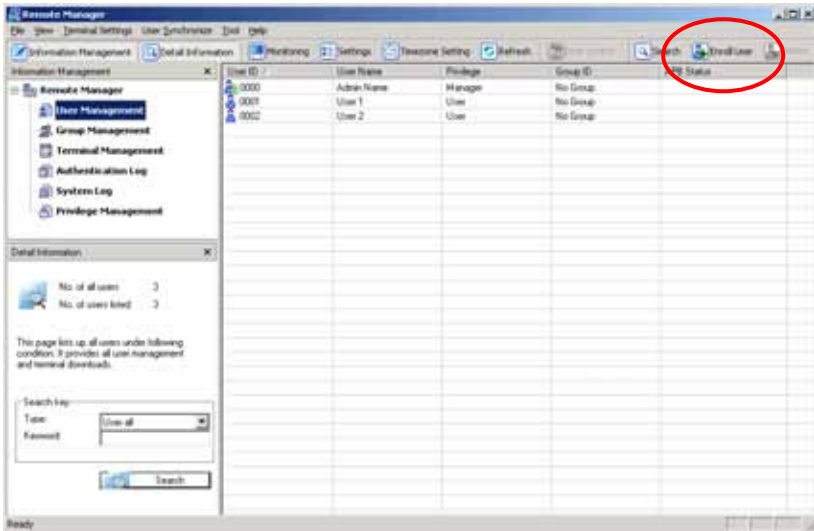 Remote Manager
File View Terminal Settings User Synchronize Tool Help
Information Management Detail Information Monitoring Settings Timezone Setting Refresh Search Enroll User
Information Management
User ID User Name Privilege Group ID APB Status
Remote Manager
0000 Admin Name Manager No Group
User Management
0001 User 1 User No Group
0002 User 2 User No Group
Group Management
Terminal Management
Authentication Log
System Log
Privilege Management
Detail Information
No. of all users 3
No. of users listed 3
This page lists up all users under following
condition. It provides all user management
and terminal downloads.
Search key
Type User all
Keyword
Search
Ready